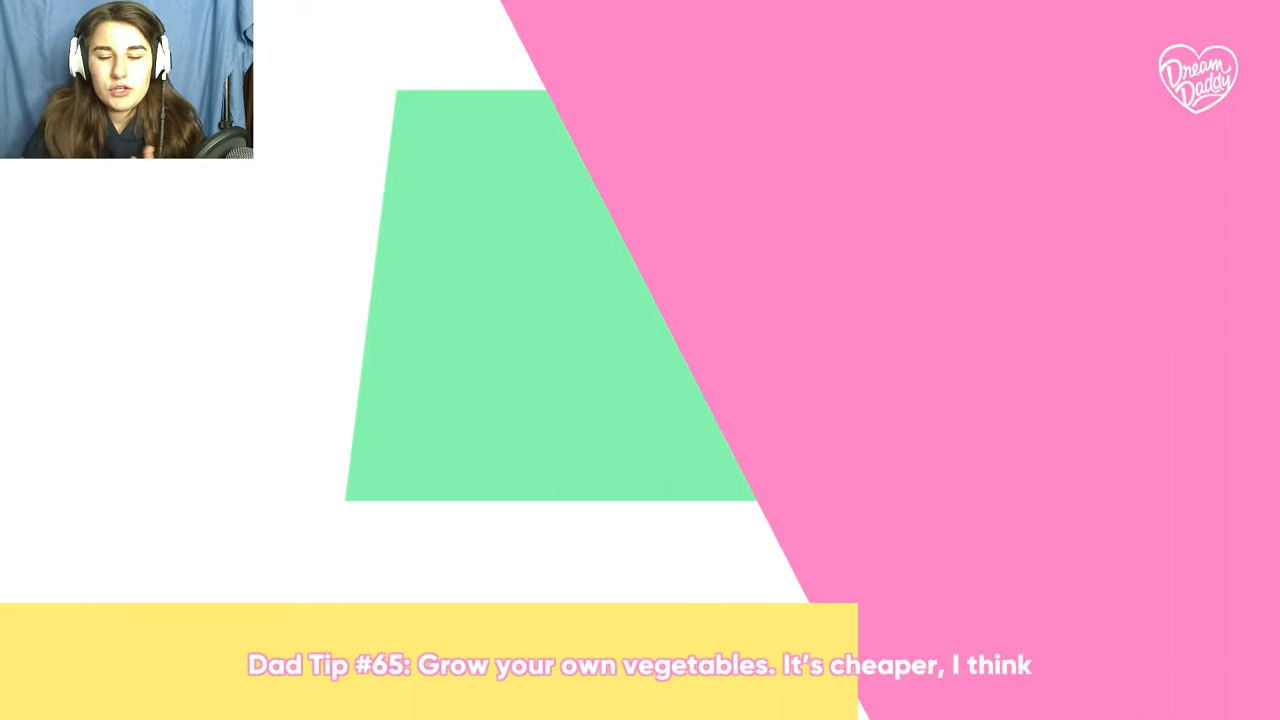 Dream
Daddy
Dad Tip #65: Grow your own vegetables. It's cheaper, I think